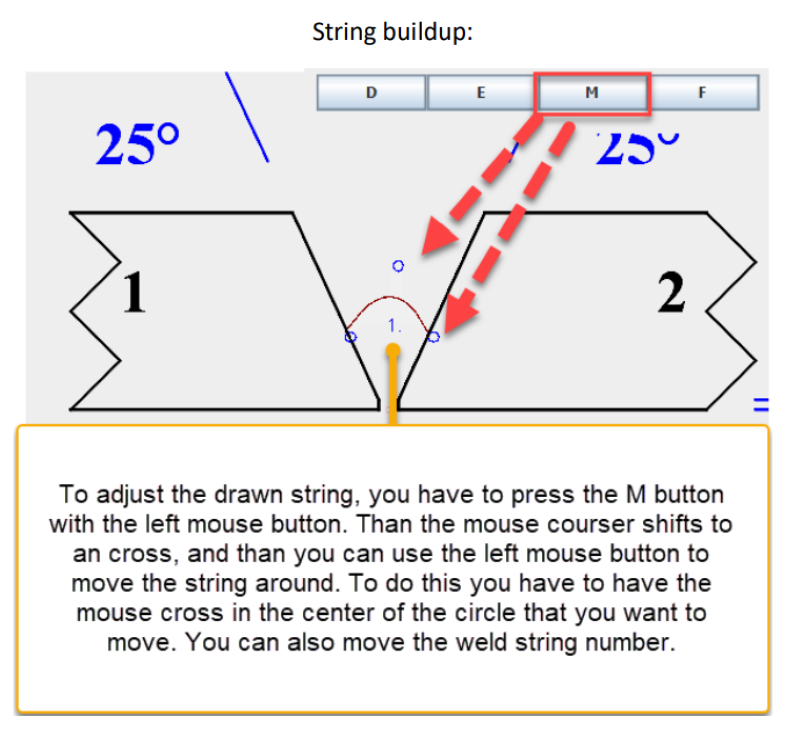 String buildup:
D E M F
25° 25°
1 2
1.
To adjust the drawn string, you have to press the M button
with the left mouse button. Than the mouse courser shifts to
an cross, and than you can use the left mouse button to
move the string around. To do this you have to have the
mouse cross in the center of the circle that you want to
move. You can also move the weld string number.